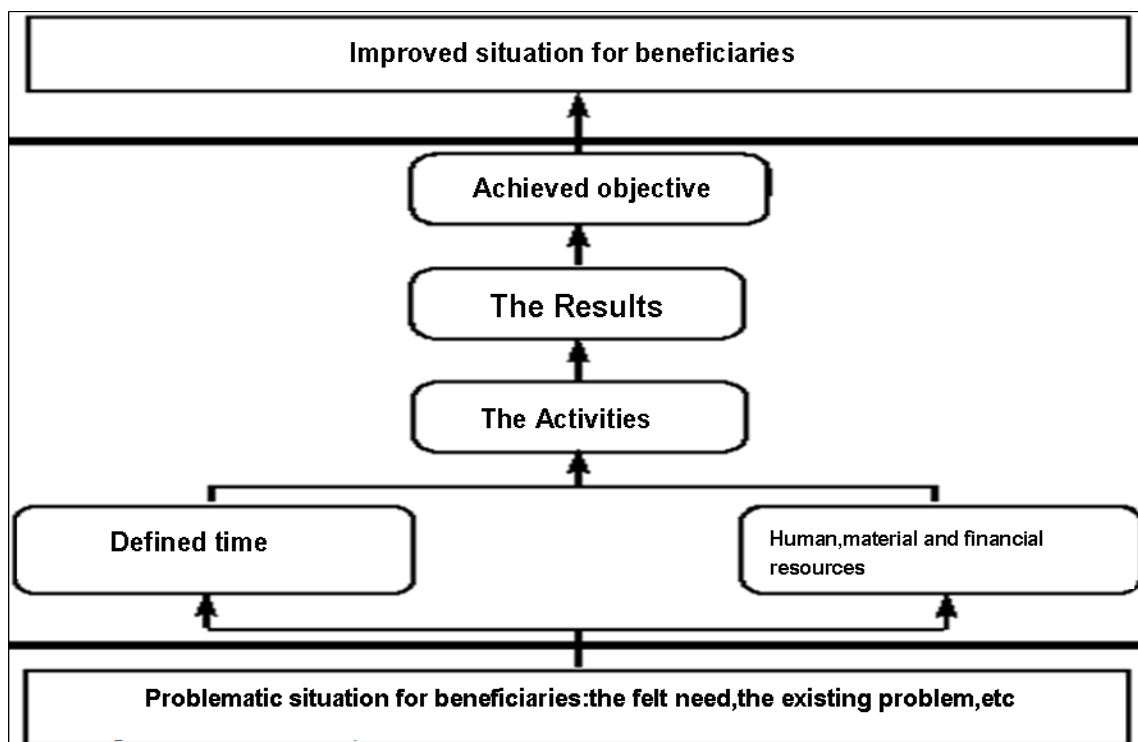 Improved situation for beneficiaries
Achieved objective
The Results
The Activities
Defined time
Human,material and financial
resources
Problematic situation for beneficiaries:the felt need,the existing problem,etc